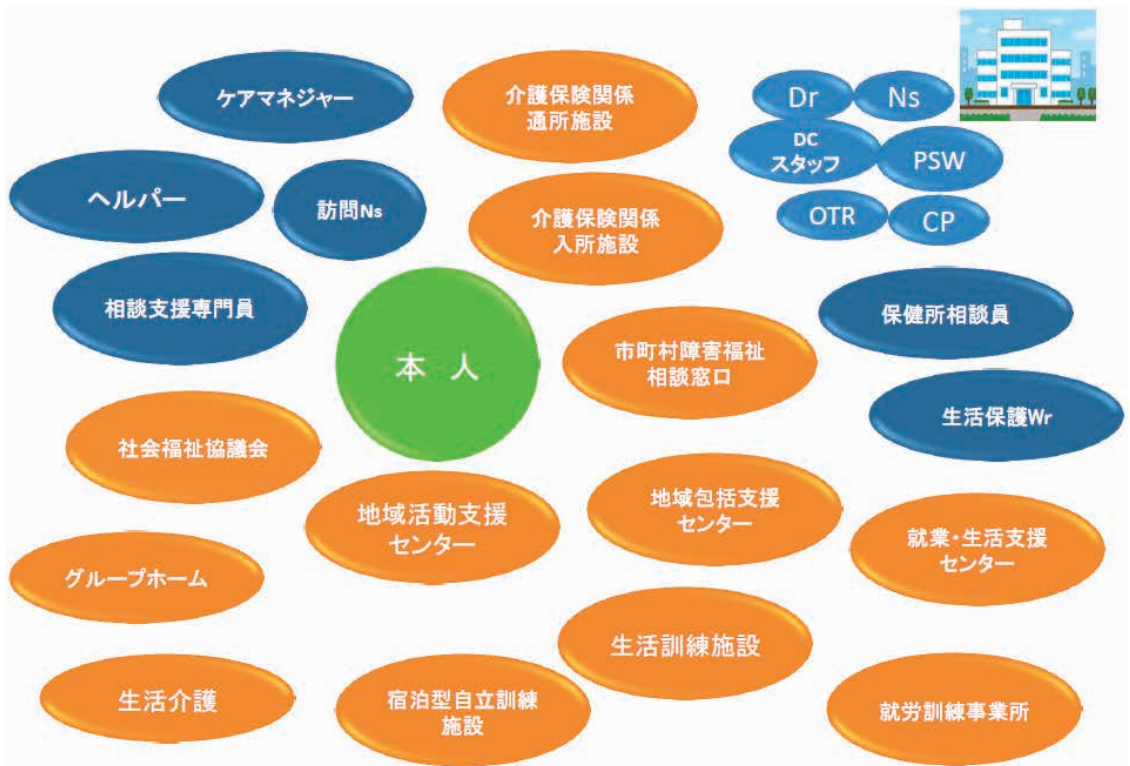 ケアマネジャー
介護保険関係
通所施設
Dr
Ns
DC
スタッフ
PSW
ヘルパー
訪問Ns
介護保険関係
入所施設
OTR
CP
相談支援専門員
本 人
市町村障害福祉
相談窓口
保健所相談員
生活保護Wr
社会福祉協議会
地域活動支援
センター
地域包括支援
センター
就業・生活支援
センター
グループホーム
生活訓練施設
生活介護
宿泊型自立訓練
施設
就労訓練事業所